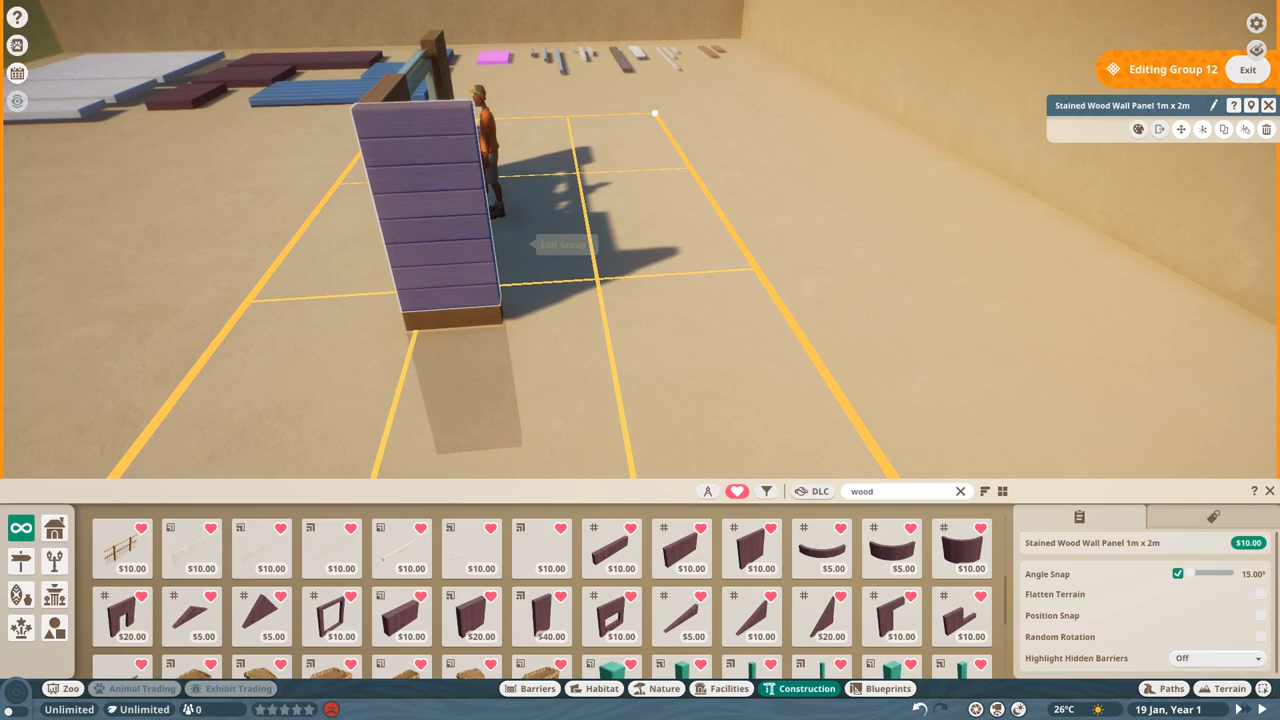 Editing Group 12
Exit
Stained Wood Wall Panel 1m x 2m
Edit Group
DLC
wood
$10.00 $10.00 $10.00 $10.00 $10.00 $10.00 $10.00 $10.00 $10.00 $10.00 $5.00 $5.00 $10.00
$20.00 $5.00 $5.00 $10.00 $10.00 $20.00 $40.00 $10.00 $5.00 $10.00 $20.00 $10.00 $10.00
Stained Wood Wall Panel 1m x 2m $10.00
Angle Snap 15.00°
Flatten Terrain
Position Snap
Random Rotation
Highlight Hidden Barriers Off
Zoo Animal Trading Exhibit Trading Barriers Habitat Nature Facilities Construction Blueprints Paths Terrain
Unlimited Unlimited 0 26°C 19 Jan, Year 1